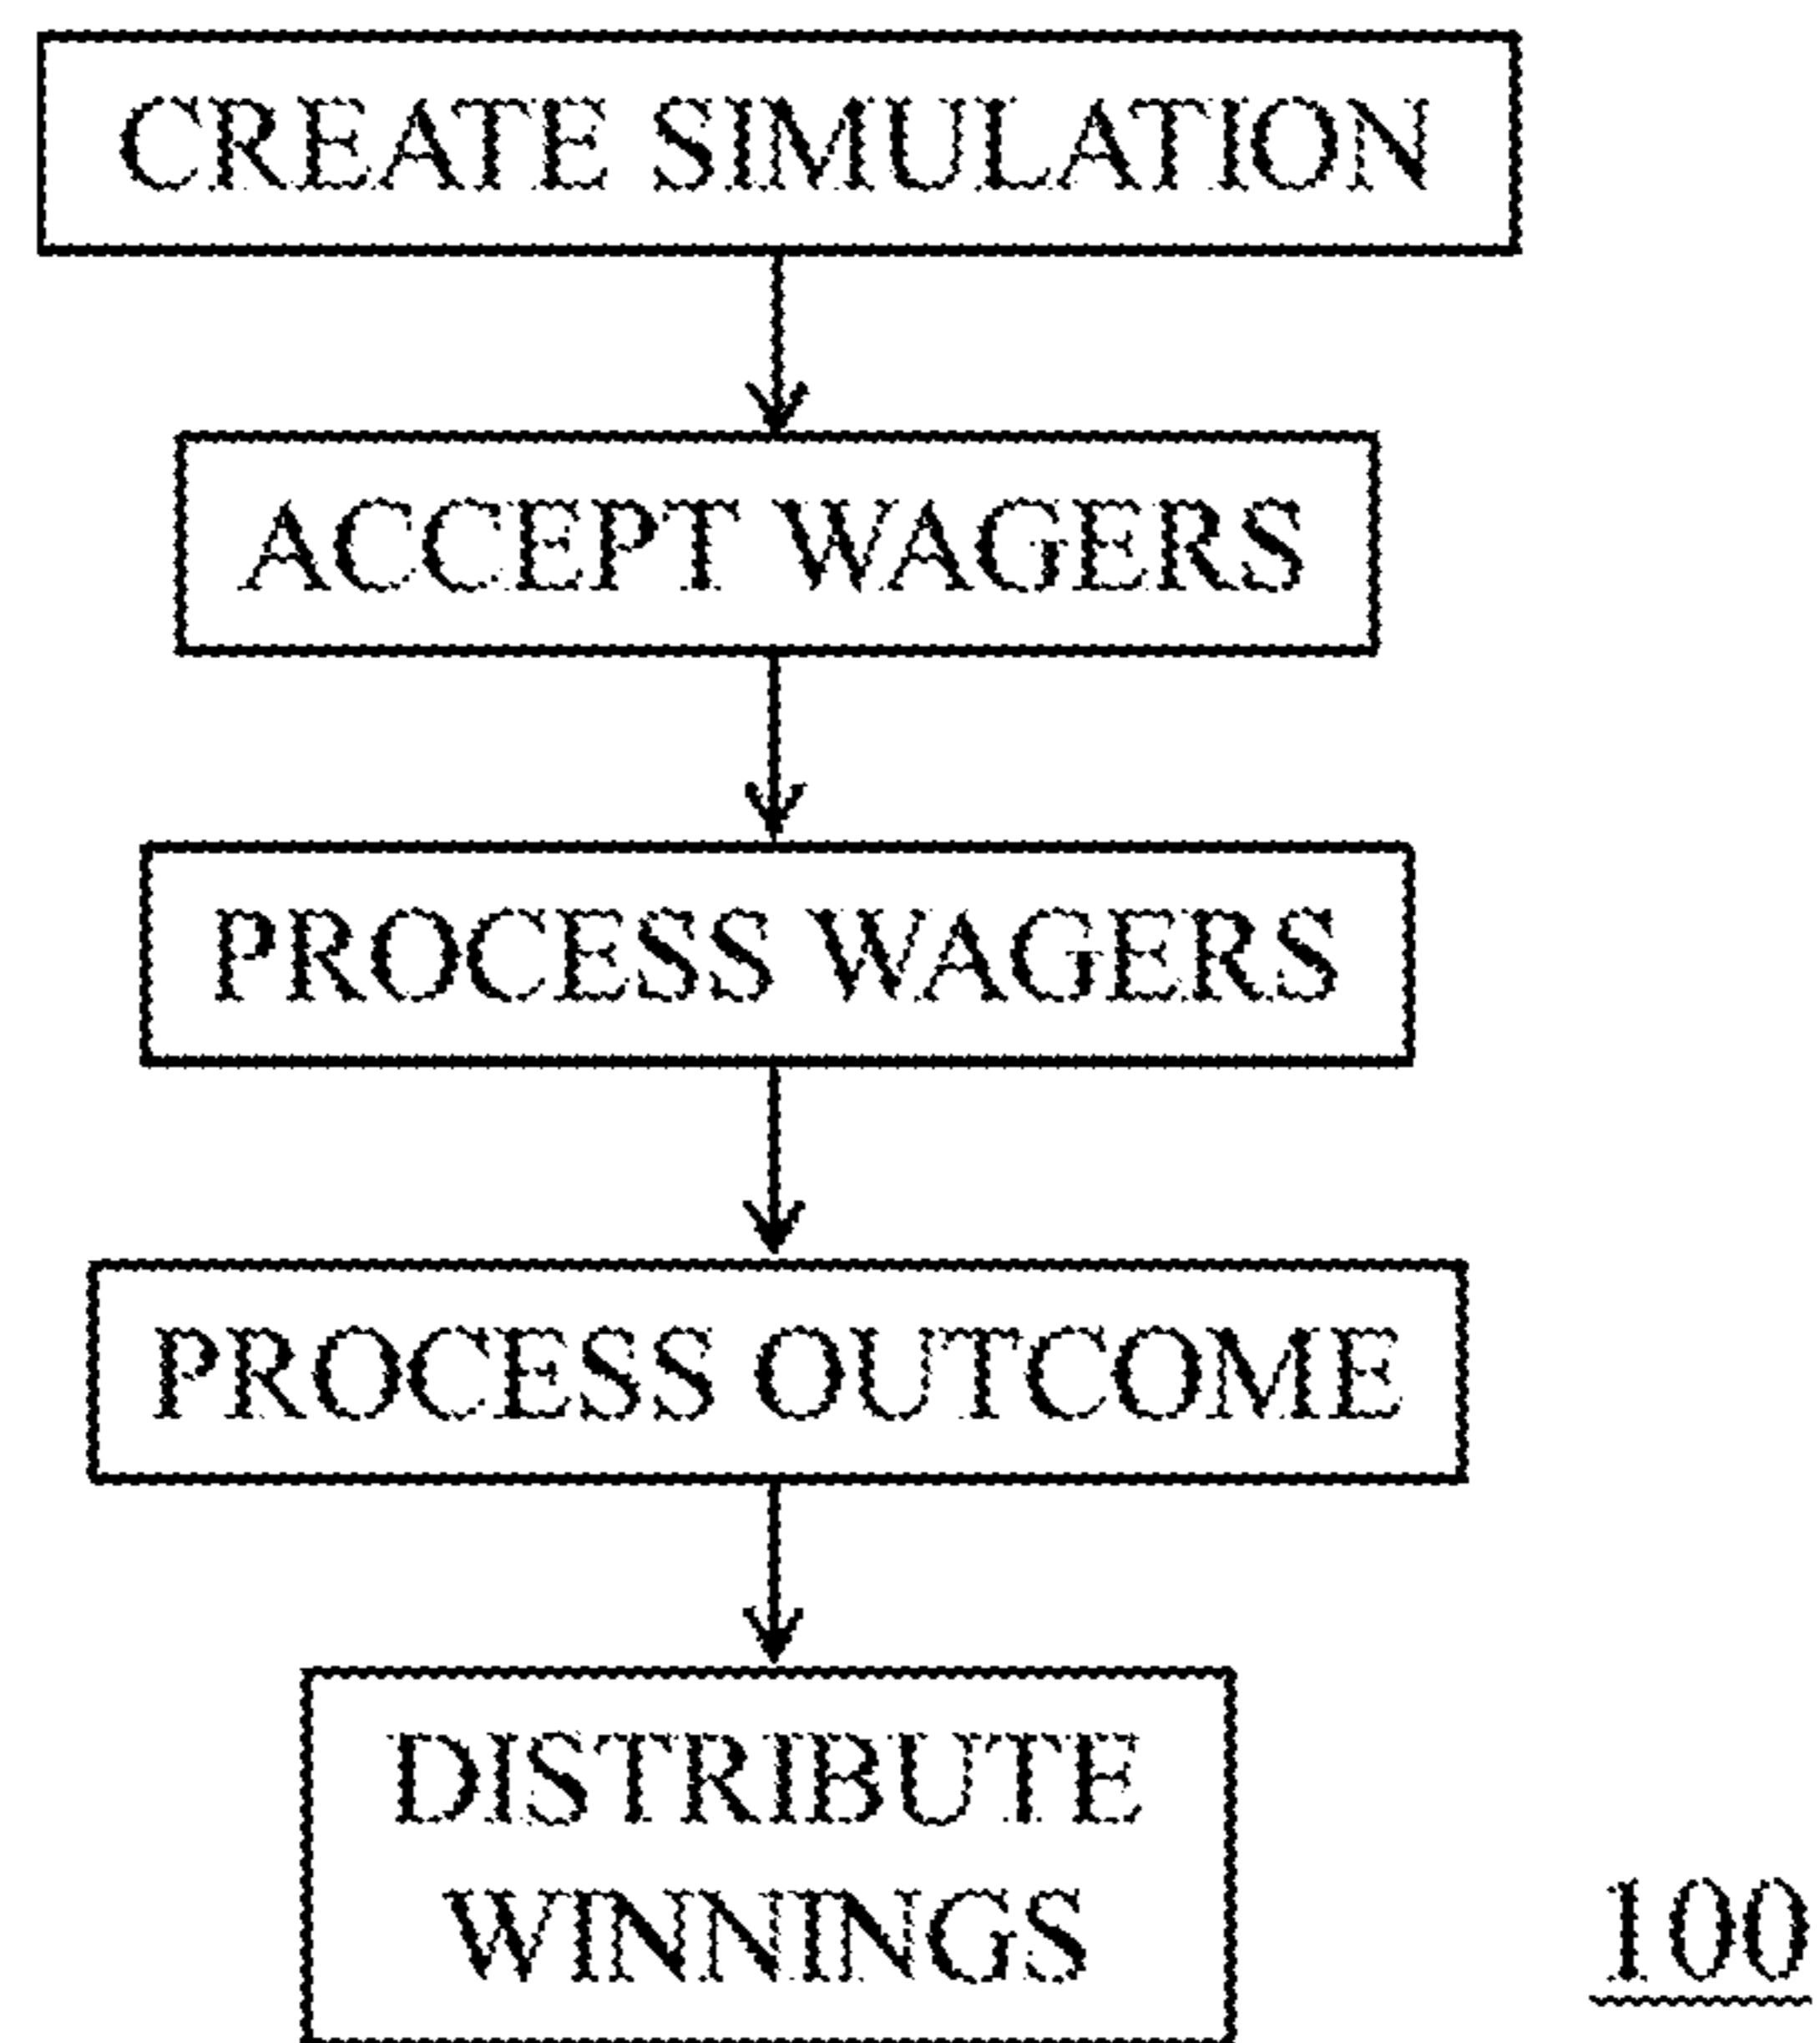 CREATE SIMULATION
ACCEPT WAGERS
PROCESS WAGERS
PROCESS OUTCOME
DISTRIBUTE
WINNINGS
100